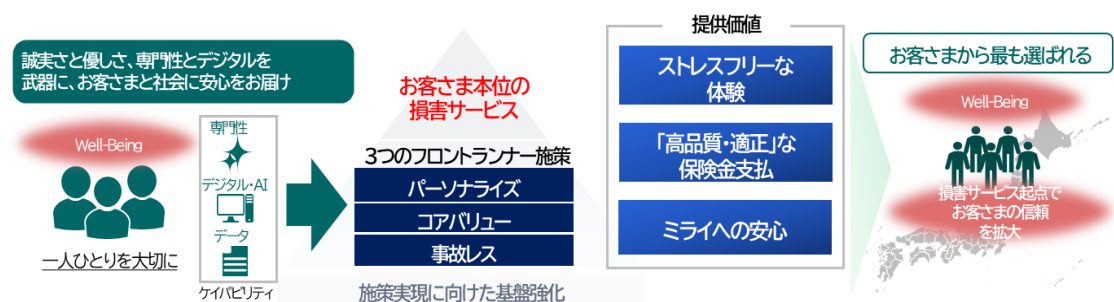 誠実さと優しさ、専門性とデジタルを
武器に、お客さまと社会に安心をお届け
Well-Being
一人ひとりを大切に
専門性
デジタル・AI
データ
ケイパビリティ
お客さま本位の
損害サービス
3つのフロントランナー施策
パーソナライズ
コアバリュー
事故レス
施策実現に向けた基盤強化
提供価値
ストレスフリーな
体験
「高品質・適正」な
保険金支払
ミライへの安心
お客さまから最も選ばれる
Well-Being
損害サービス起点で
お客さまの信頼
を拡大